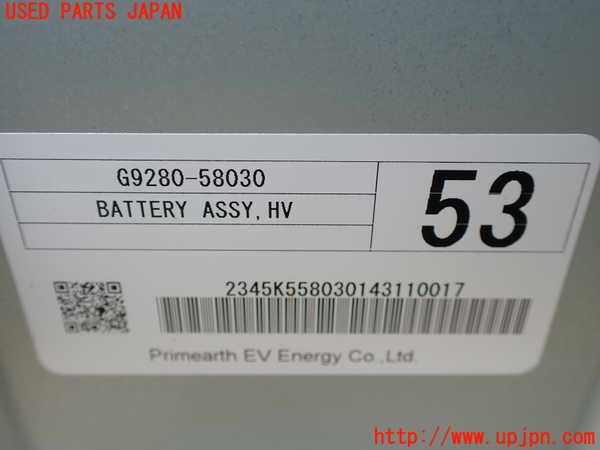 USED PARTS JAPAN
G9280-58030
BATTERY ASSY,HV
53
2345K558030143110017
Primearth EV Energy Co.,Ltd.
http://www.upjpn.com/